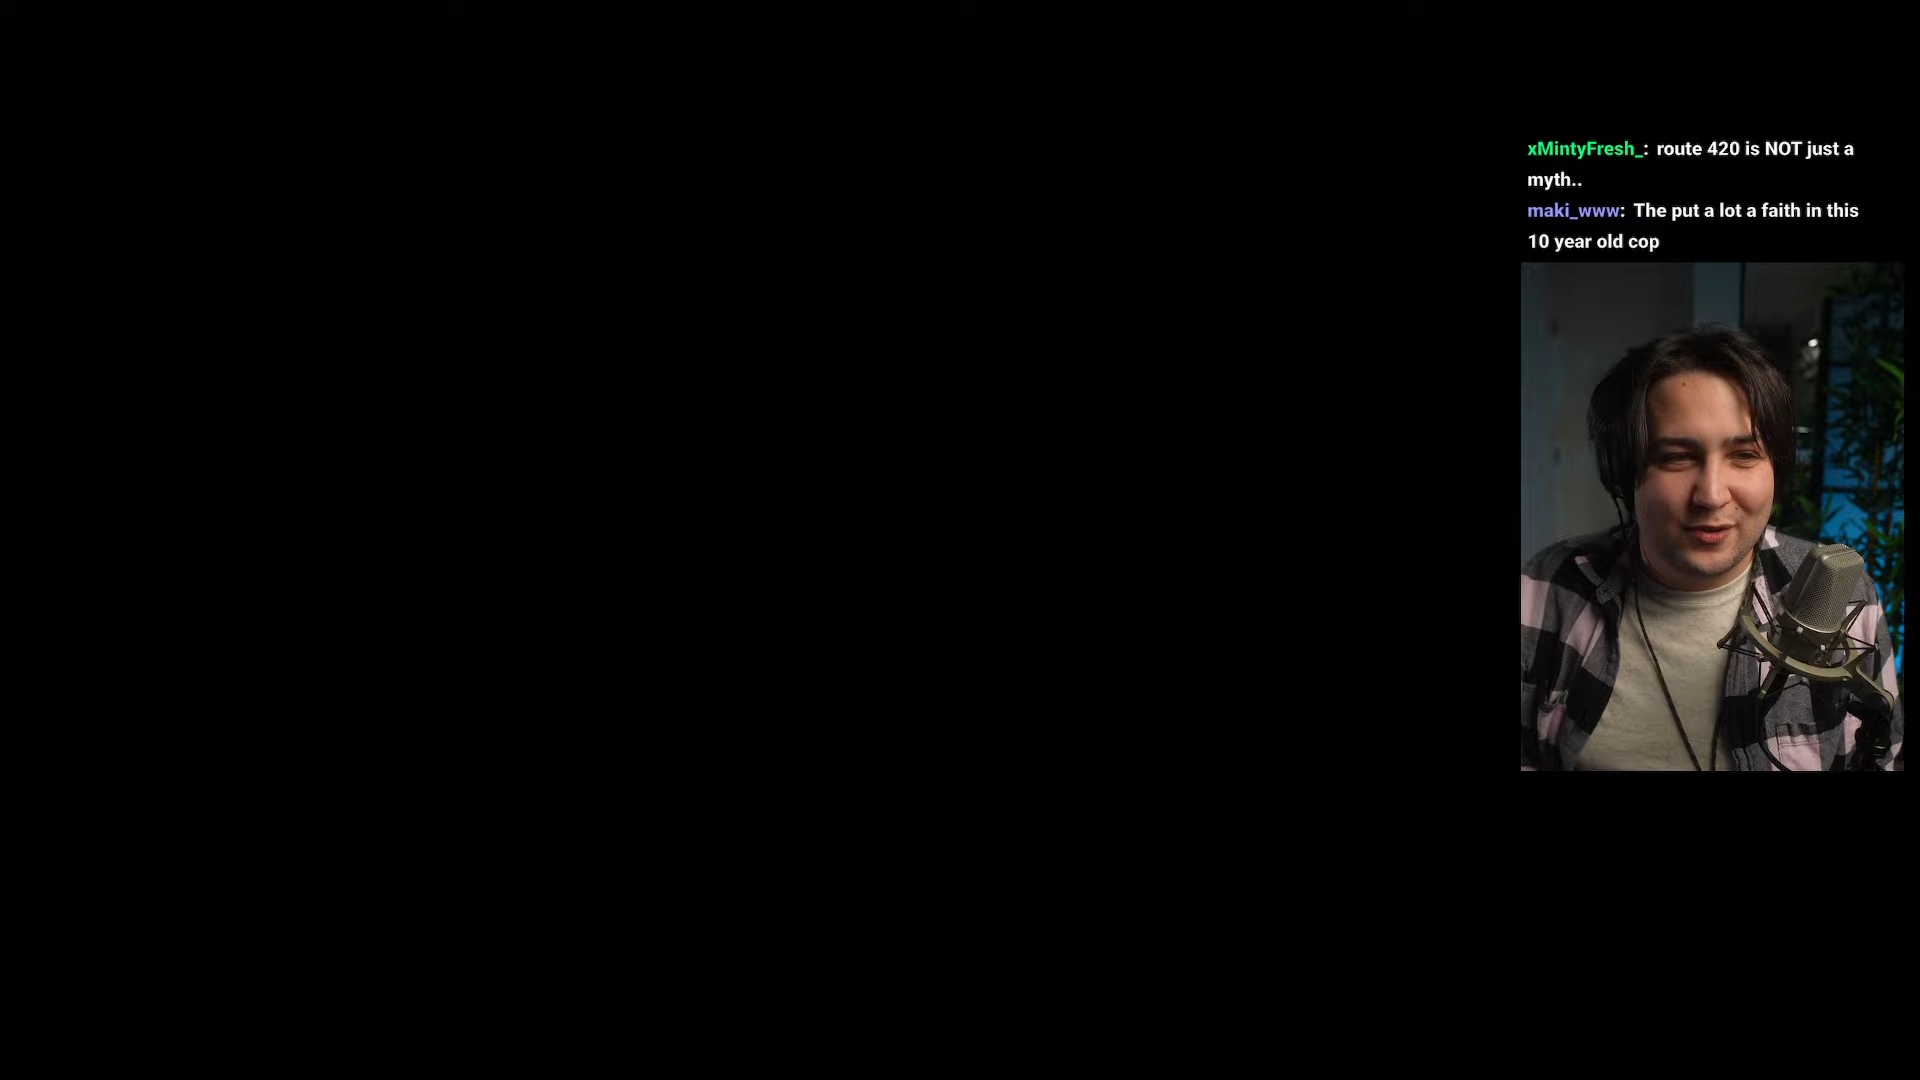 xMintyFresh_: route 420 is NOT just a
myth..
maki_www: The put a lot a faith in this
10 year old cop